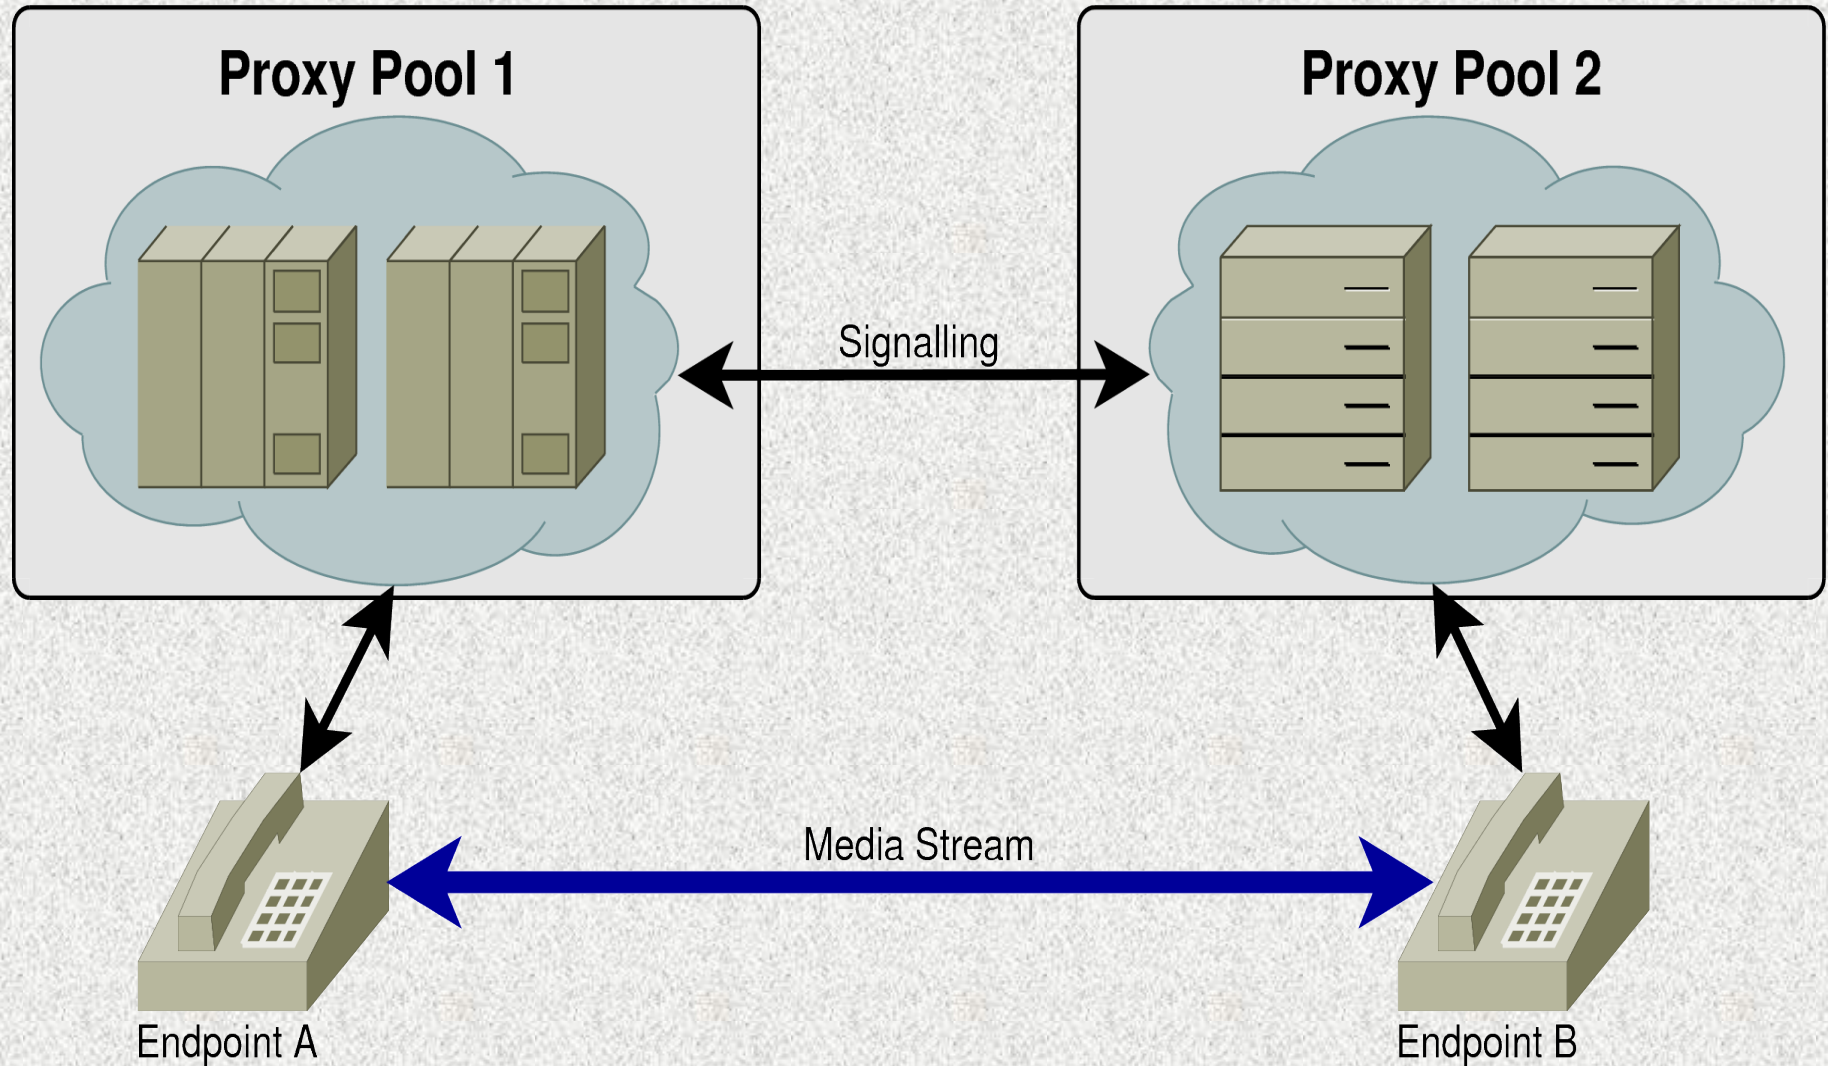 Proxy Pool 1
Proxy Pool 2
Signalling
Media Stream
Endpoint A
Endpoint B